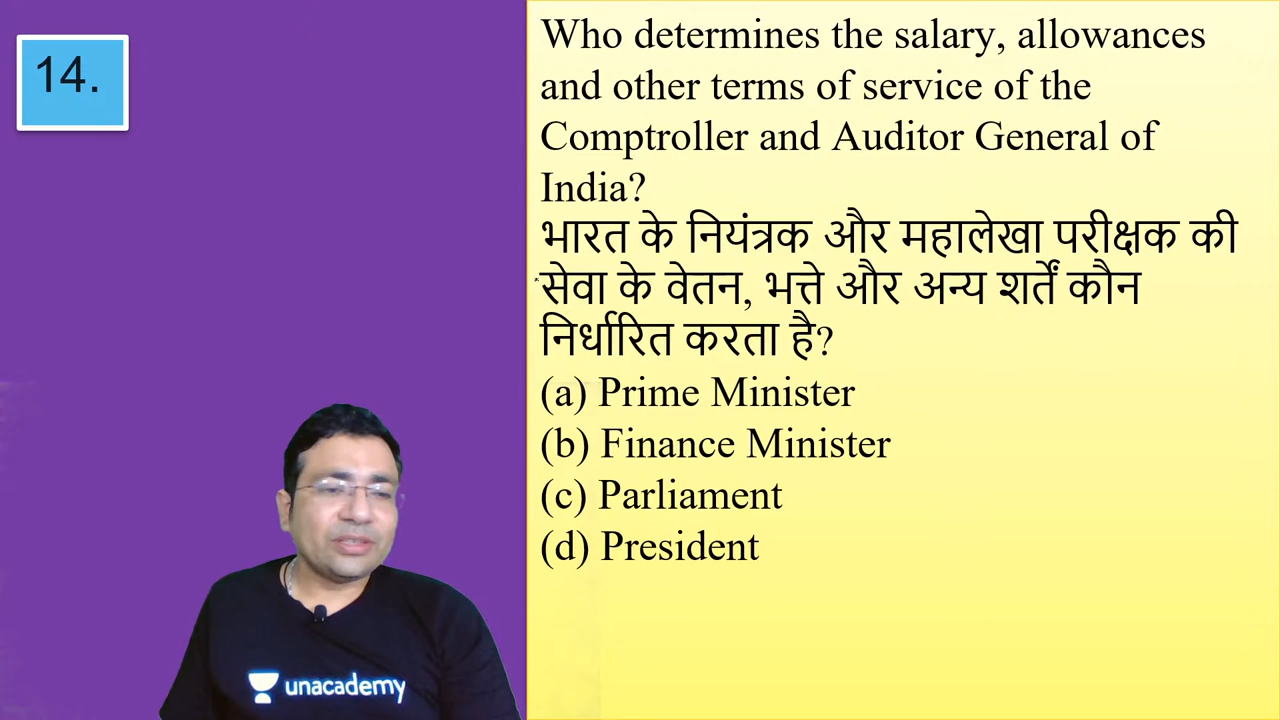 14.
Who determines the salary, allowances
and other terms of service of the
Comptroller and Auditor General of
India?
भारत के नियंत्रक और महालेखा परीक्षक की
सेवा के वेतन, भत्ते और अन्य शर्तें कौन
निर्धारित करता है?
(a) Prime Minister
(b) Finance Minister
(c) Parliament
(d) President
unacademy